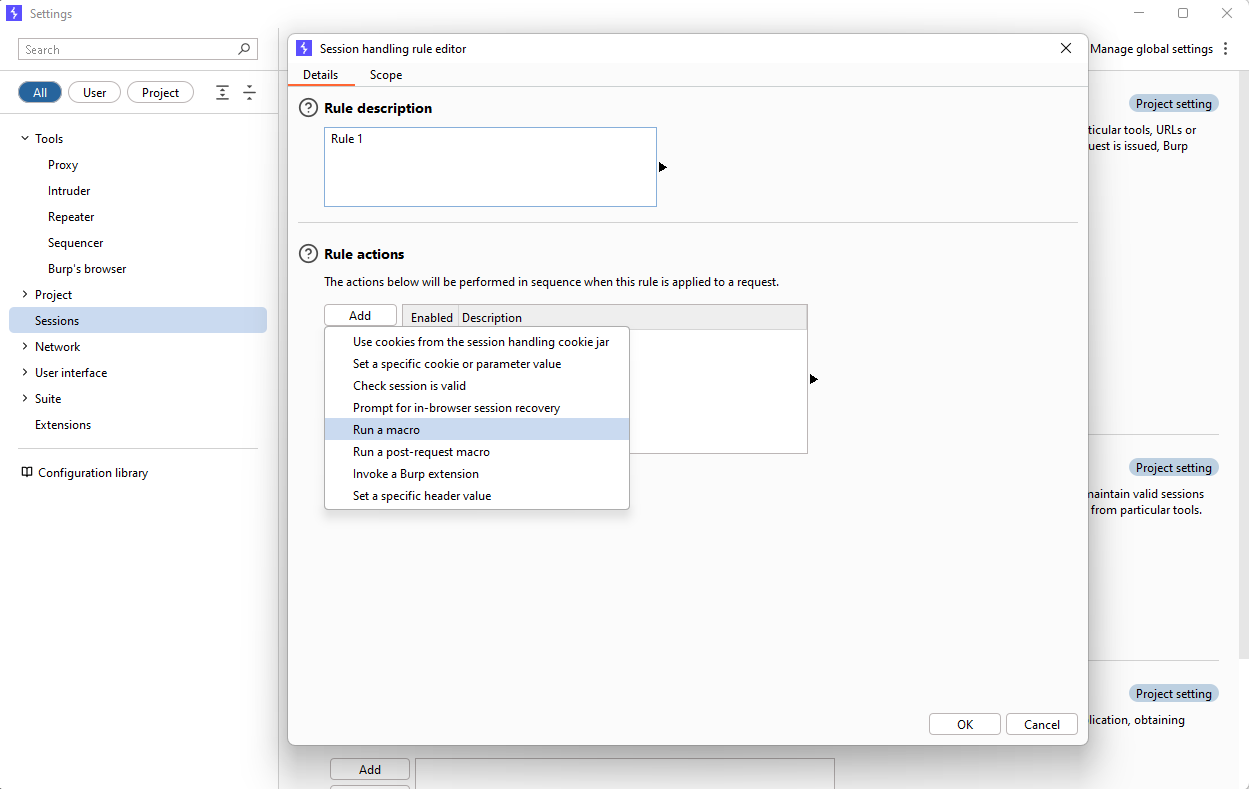 Settings
Search
All
User
Project
Tools
Proxy
Intruder
Repeater
Sequencer
Burp's browser
Project
Sessions
Network
User interface
Suite
Extensions
Configuration library
Session handling rule editor
Details
Scope
Rule description
Rule 1
Rule actions
The actions below will be performed in sequence when this rule is applied to a request.
Add
Enabled
Description
Use cookies from the session handling cookie jar
Set a specific cookie or parameter value
Check session is valid
Prompt for in-browser session recovery
Run a macro
Run a post-request macro
Invoke a Burp extension
Set a specific header value
OK
Cancel
Manage global settings
Project setting
ticular tools, URLs or
uest is issued, Burp
Project setting
maintain valid sessions
from particular tools.
Project setting
lication, obtaining
Add